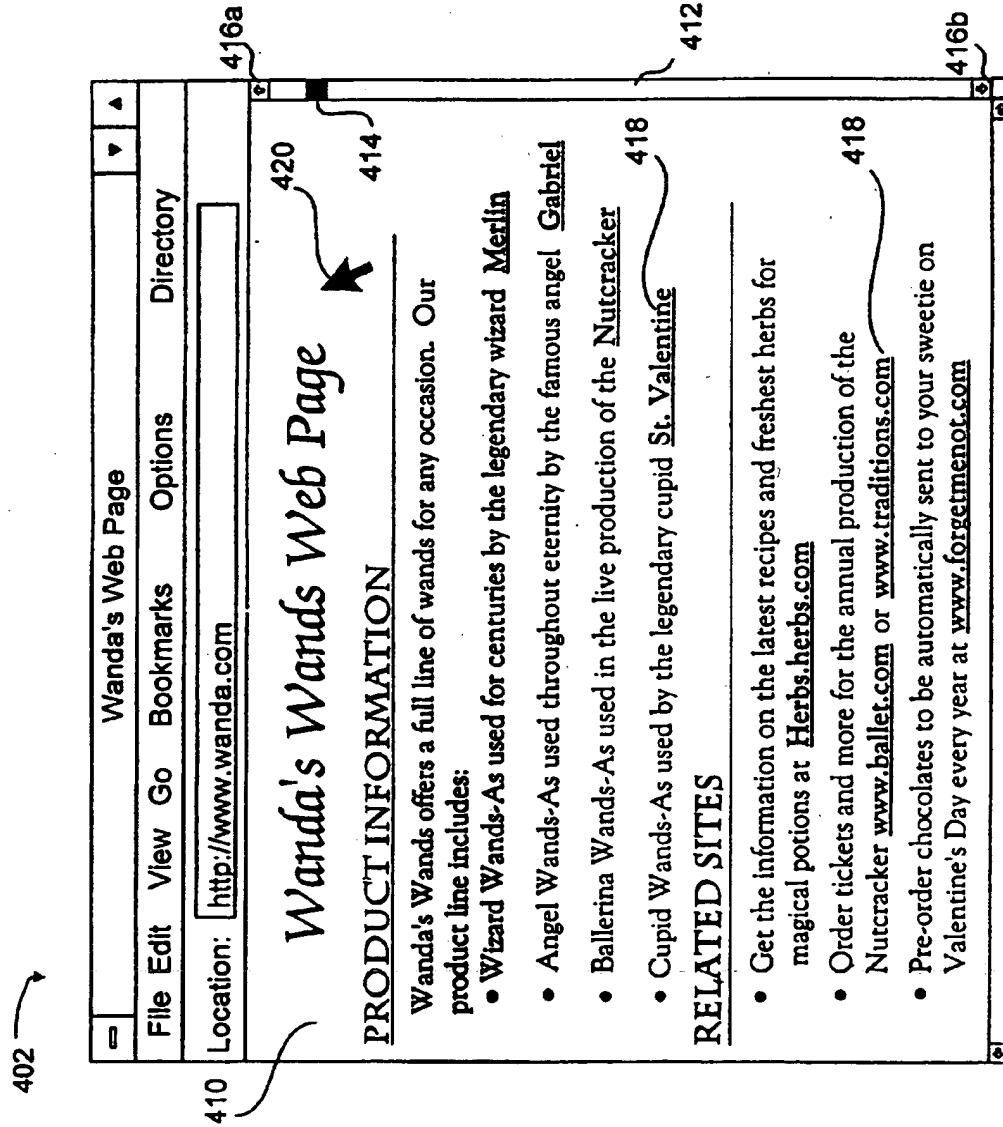 402
Wanda's Web Page
File Edit View Go Bookmarks Options Directory
Location: http://www.wanda.com
416a
410
Wanda's Wands Web Page
420
414
PRODUCT INFORMATION
Wanda's Wands offers a full line of wands for any occasion. Our
product line includes:
• Wizard Wands-As used for centuries by the legendary wizard Merlin
• Angel Wands-As used throughout eternity by the famous angel Gabriel
• Ballerina Wands-As used in the live production of the Nutcracker
412
418
• Cupid Wands-As used by the legendary cupid St. Valentine
RELATED SITES
• Get the information on the latest recipes and freshest herbs for
magical potions at Herbs.herbs.com
• Order tickets and more for the annual production of the
Nutcracker www.ballet.com or www.traditions.com
418
• Pre-order chocolates to be automatically sent to your sweetie on
Valentine's Day every year at www.forgetmenot.com
416b